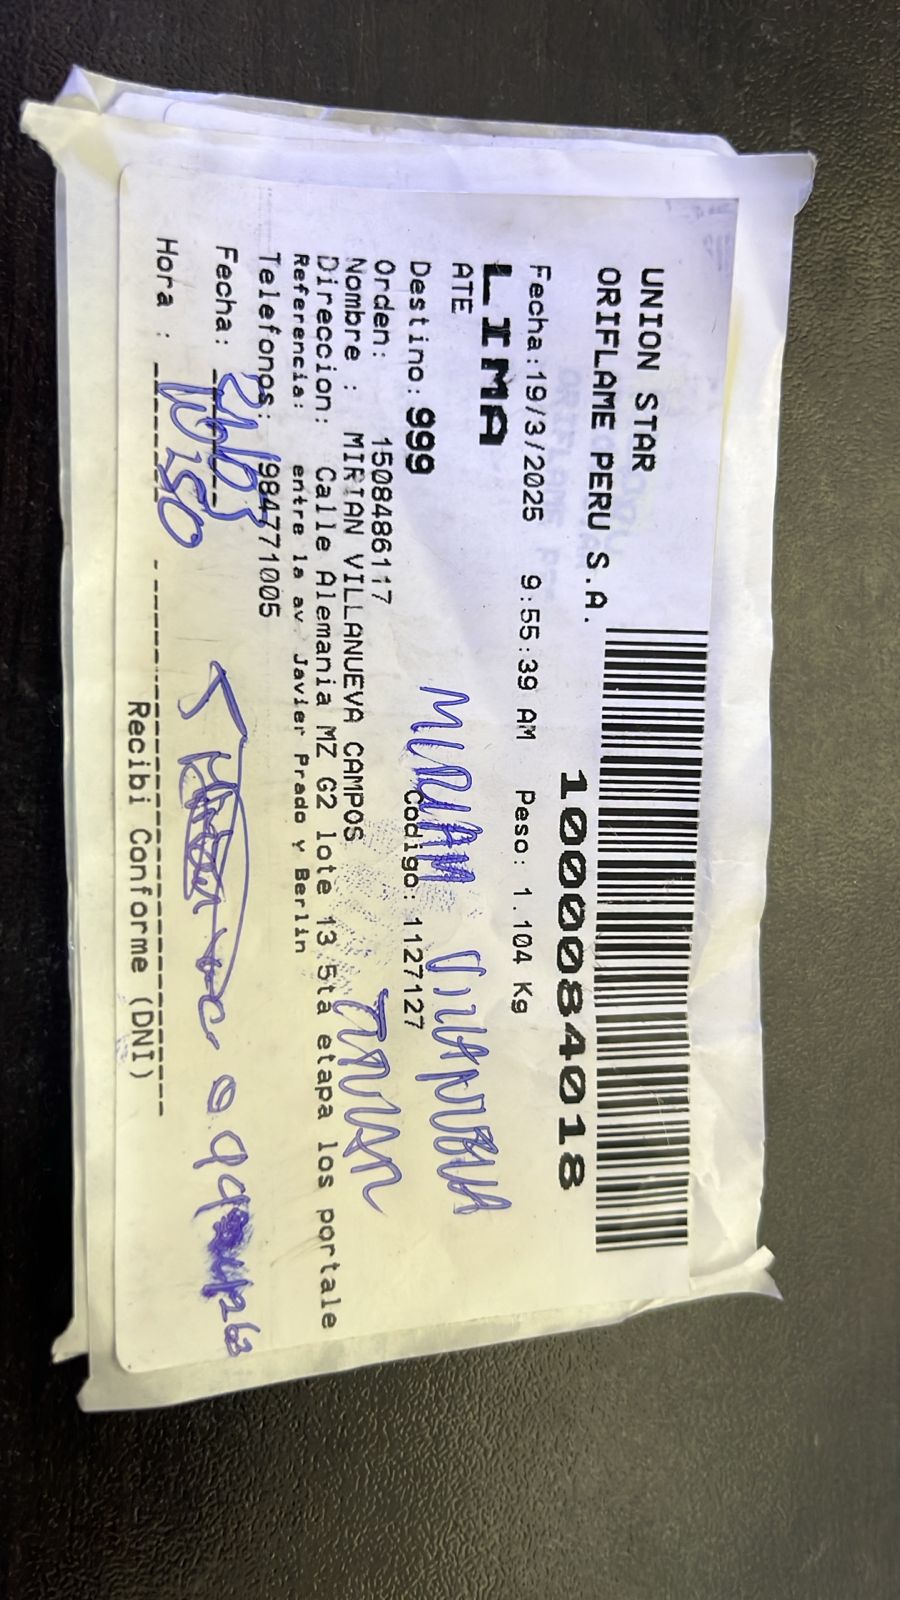 UNION STAR
ORIFLAME PERU S.A.
1000084018
Fecha:19/3/2025 9:55:39 AM Peso: 1.104 Kg
LIMA
ATE
MIRIAM VILLANUEVA
Destino: 999 Codigo: 1127127
Orden: 1508486117
Nombre : MIRIAN VILLANUEVA CAMPOS
Direccion: Calle Alemania MZ G2 lote 13 5ta etapa los portale
Referencia: entre la av. Javier Prado y Berlin
Telefonos: 984771005
Fecha:
Hora :
Recibi Conforme (DNI)